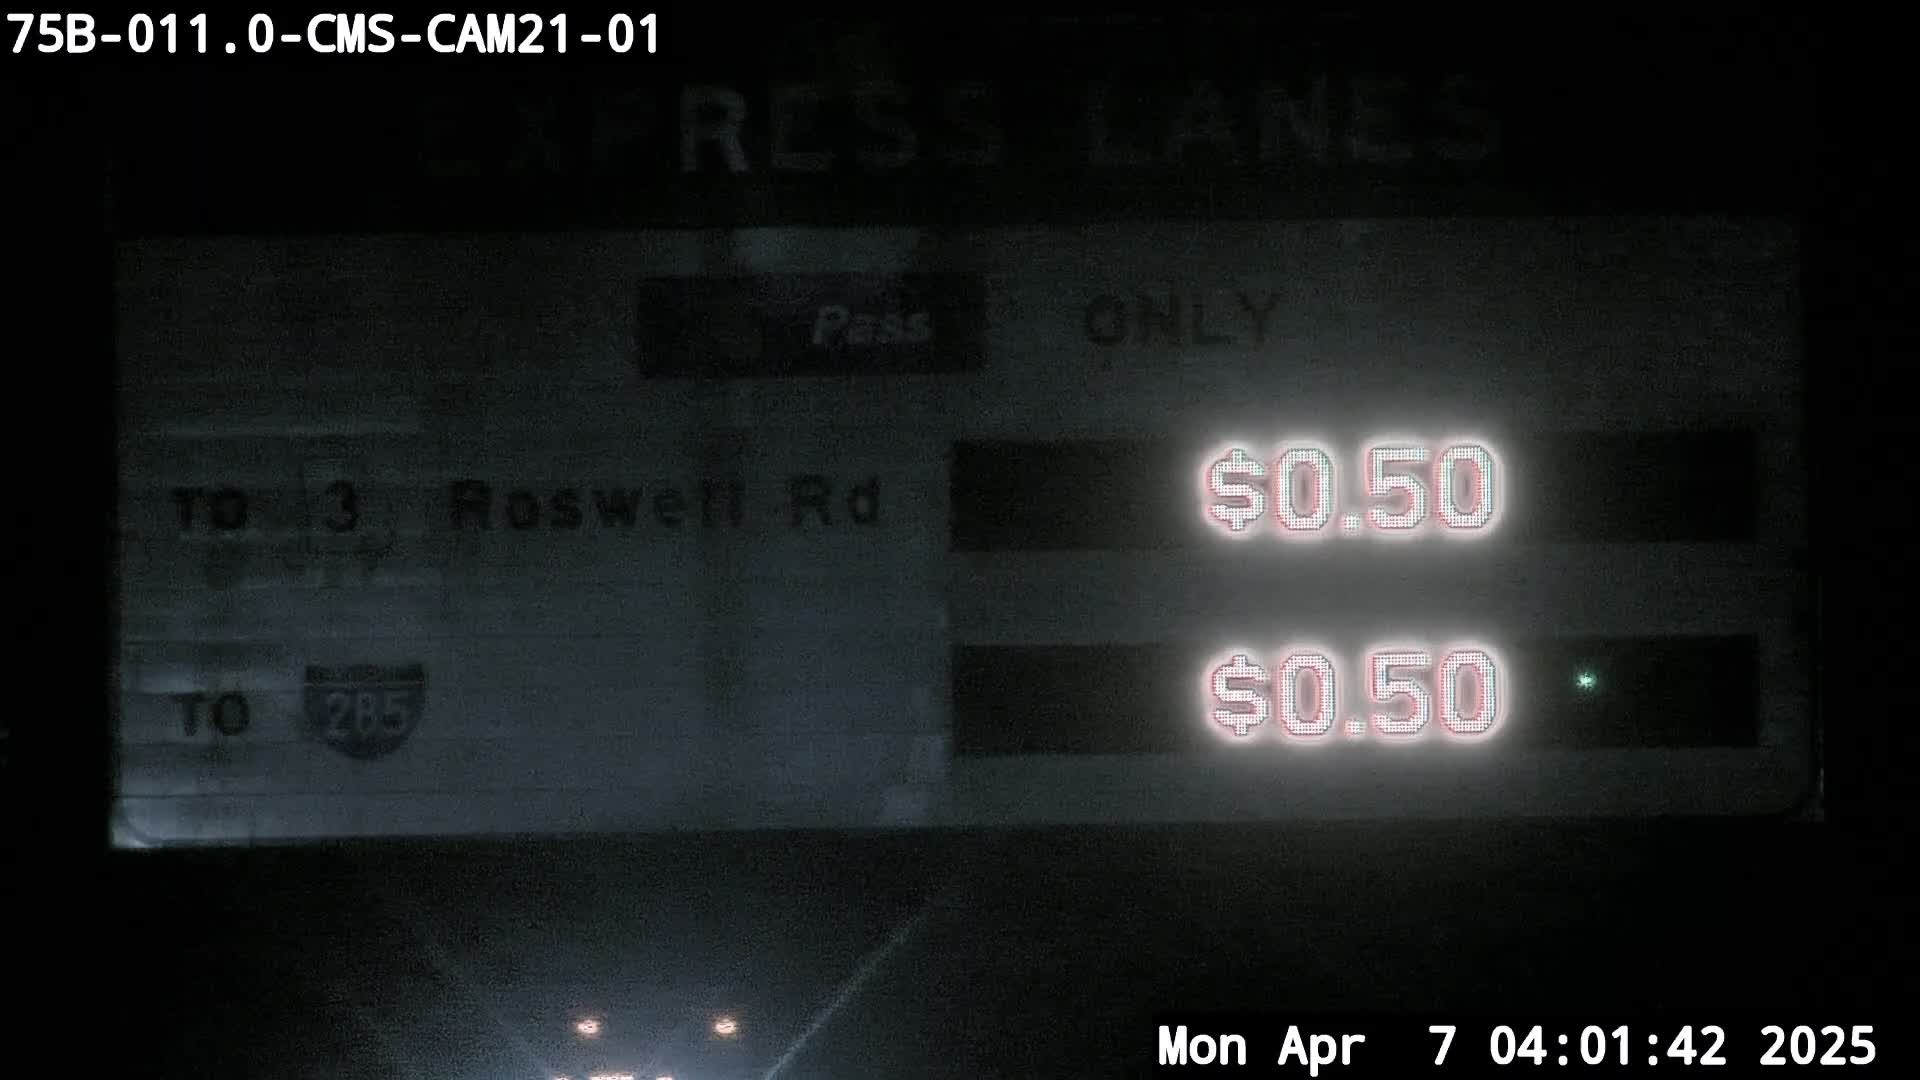 75B-011.0-CMS-CAM21-01
EXPRESS LANES
Pass ONLY
TO 3 Roswell Rd $0.50
TO 285 $0.50
Mon Apr 7 04:01:42 2025